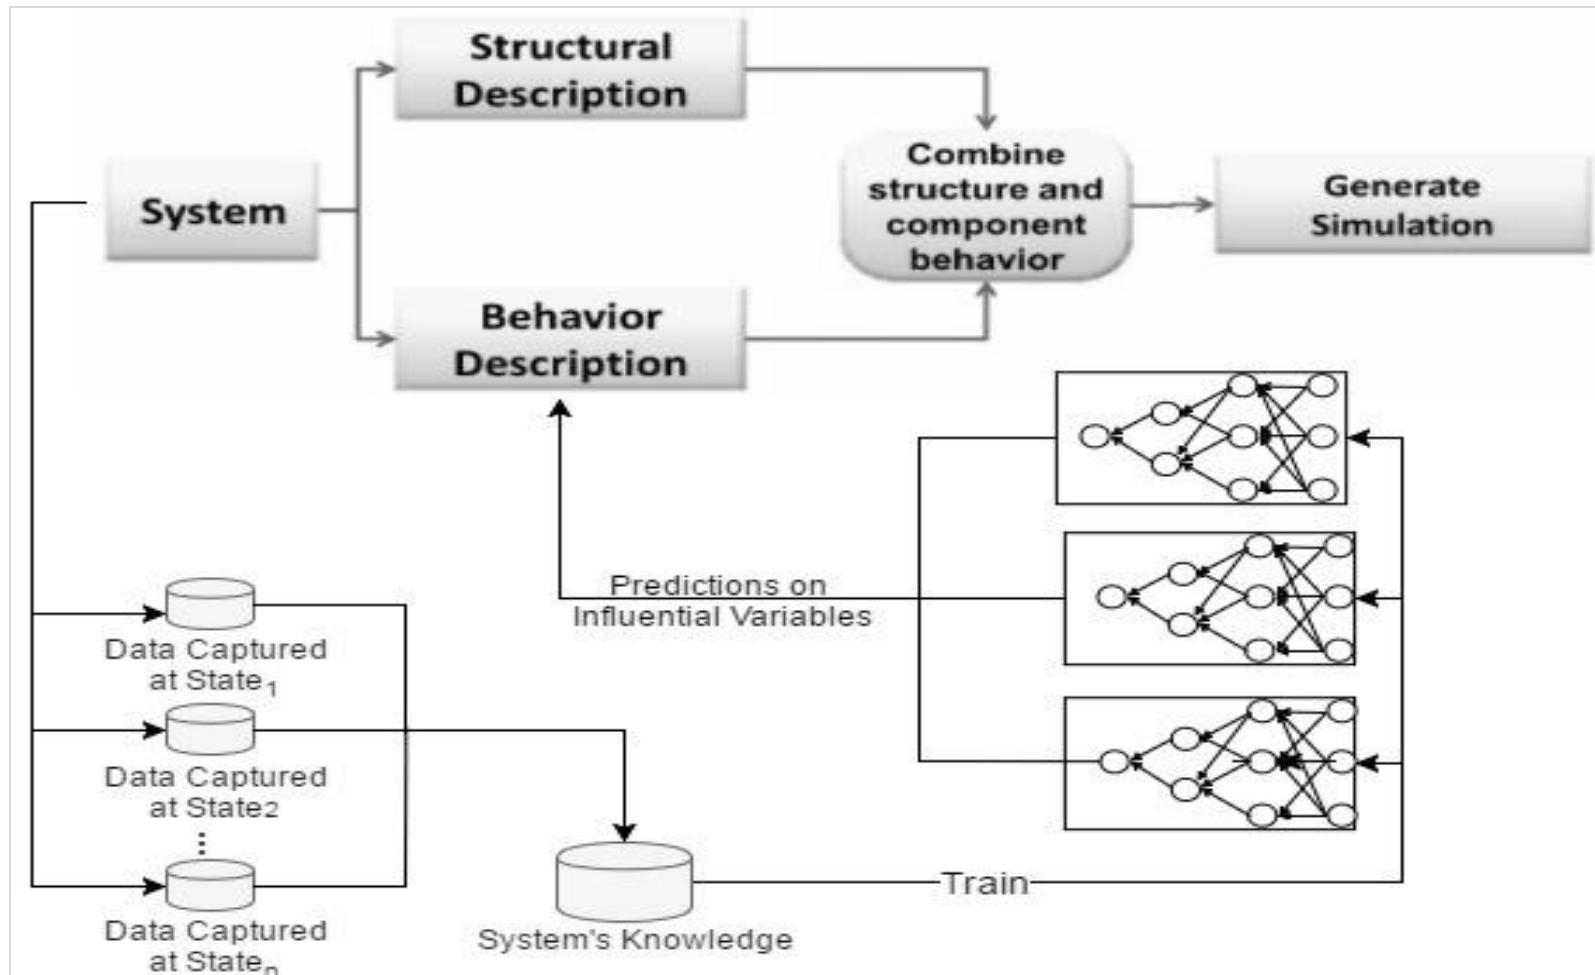 Structural
Description
System
Combine
structure and
component
behavior
Generate
Simulation
Behavior
Description
Predictions on
Influential Variables
Data Captured
at State1
Data Captured
at State2
Data Captured
at Staten
System's Knowledge
Train